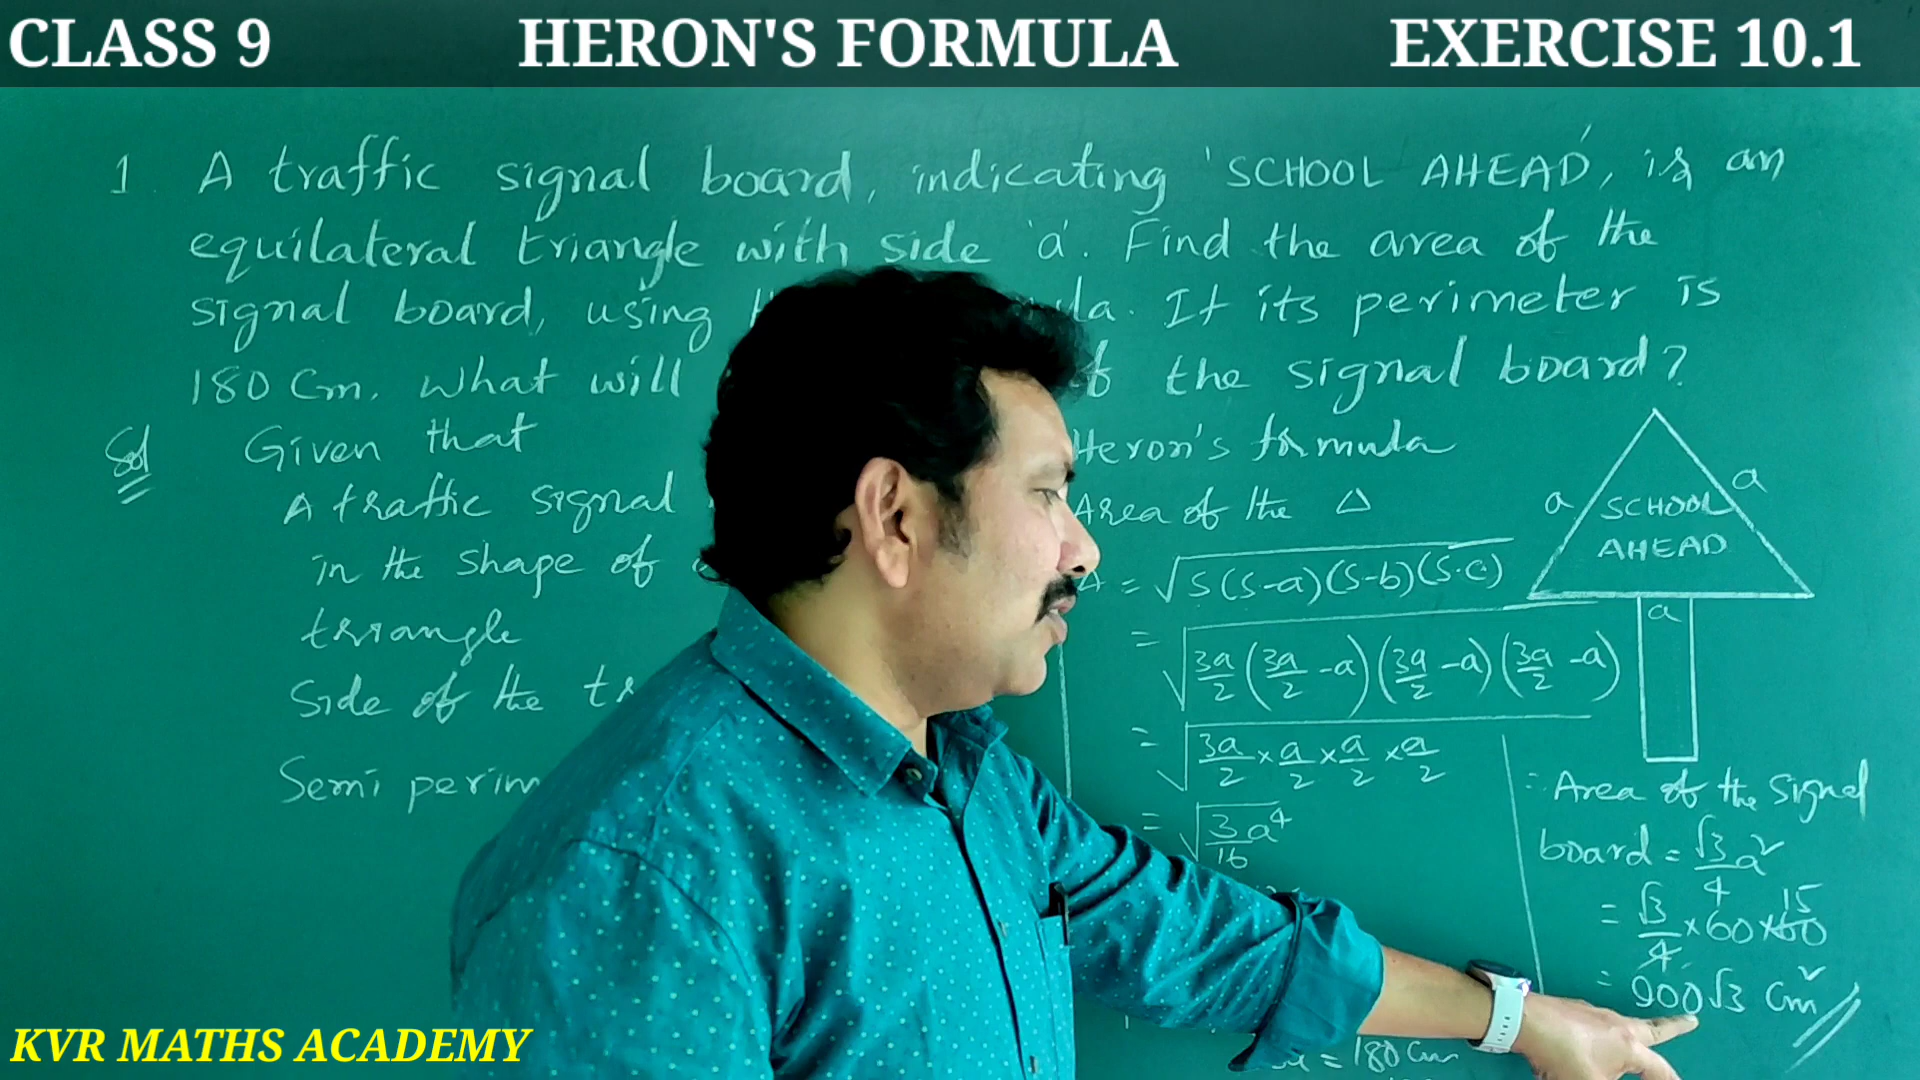 CLASS 9 HERON'S FORMULA EXERCISE 10.1
1 A traffic signal board, indicating 'SCHOOL AHEAD', is an
equilateral triangle with side 'a'. Find the area of the
signal board, using If its perimeter is
180 Cm. What will the signal board?
Sol Given that
A traffic signal
in the shape of
triangle
Side of the
Semi
Heron's formula
Area of the △
A = √S(S-a)(S-b)(S-c)
= √3a/2 (3a/2 -a) (3a/2 -a) (3a/2 -a)
= √3a/2 × a/2 × a/2 × a/2
= √3/16 a⁴
= 180 Cm
a
a
SCHOOL
AHEAD
a
∴ Area of the Signal
board = √3/4 a²
= √3/4 × 60 × 60 15
= 900√3 Cm²
KVR MATHS ACADEMY